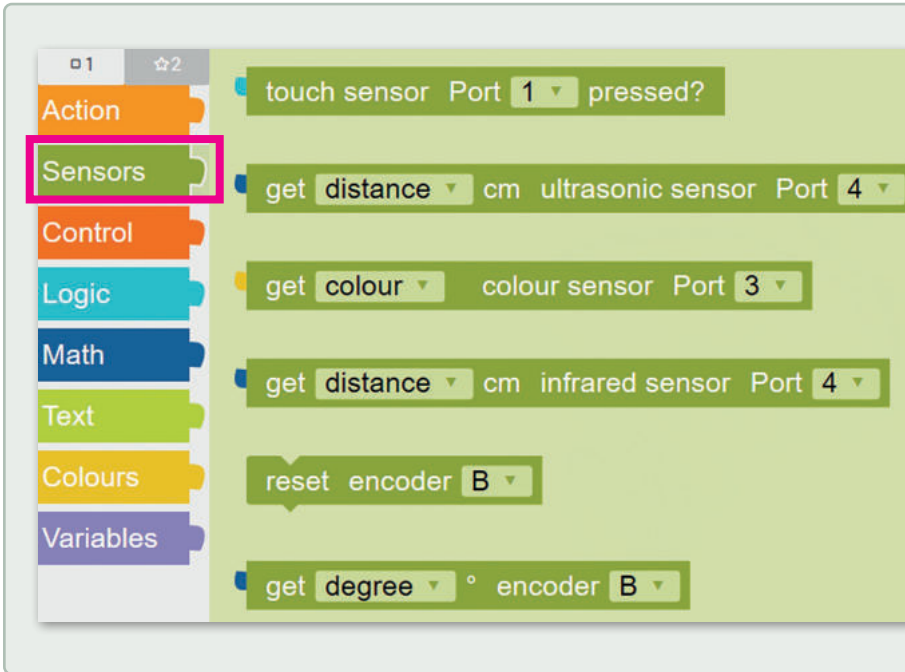 1 2
Action
Sensors
Control
Logic
Math
Text
Colours
Variables
touch sensor Port 1 pressed?
get distance cm ultrasonic sensor Port 4
get colour colour sensor Port 3
get distance cm infrared sensor Port 4
reset encoder B
get degree ° encoder B